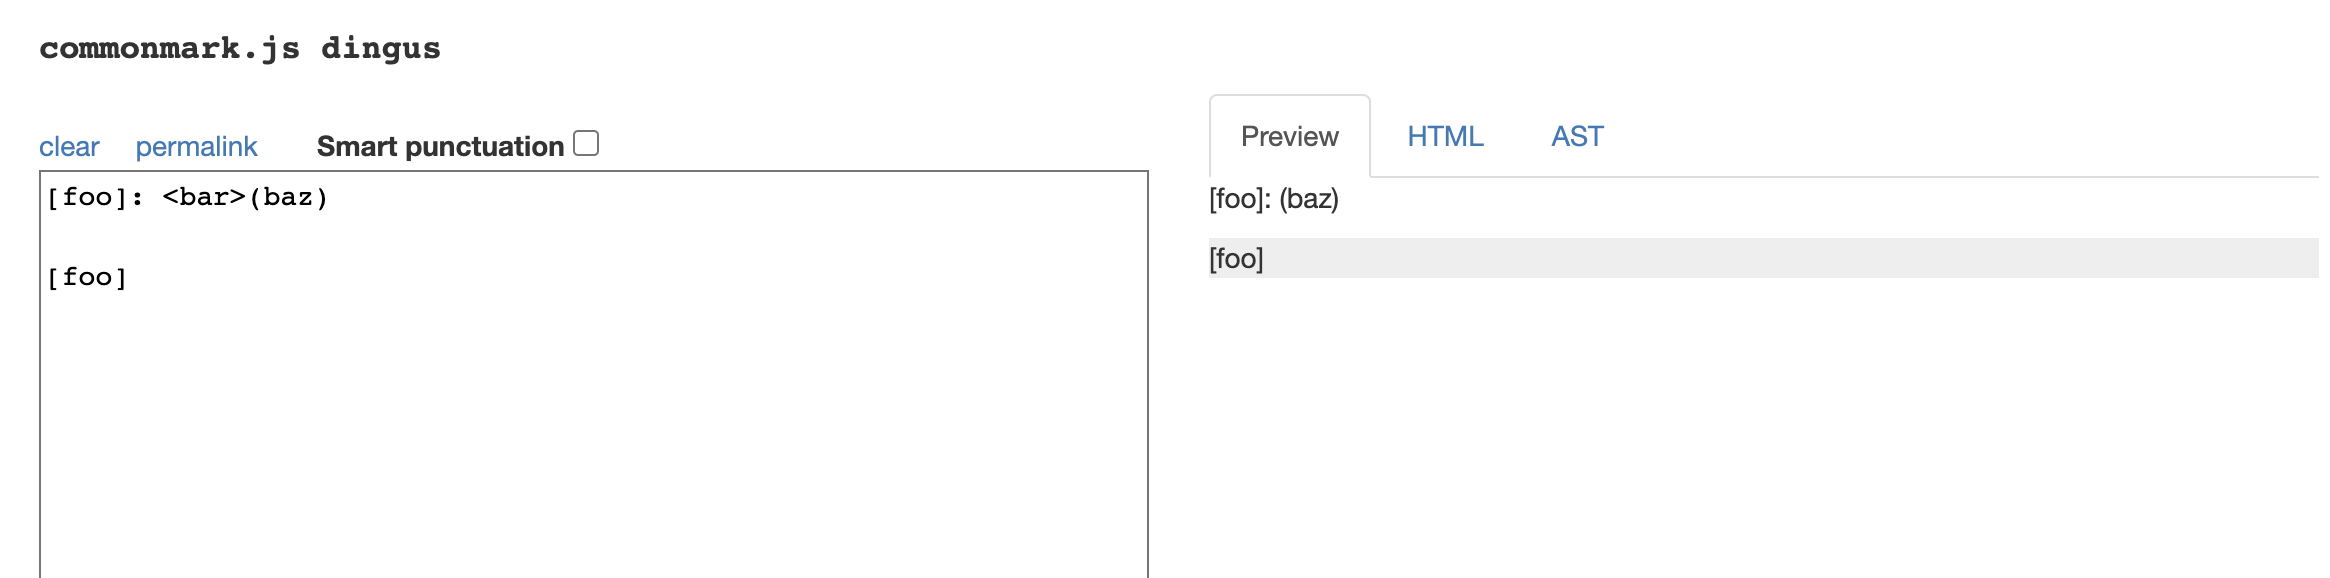 commonmark.js dingus
clear permalink Smart punctuation
[foo]: <bar>(baz)
[foo]
Preview HTML AST
[foo]: (baz)
[foo]